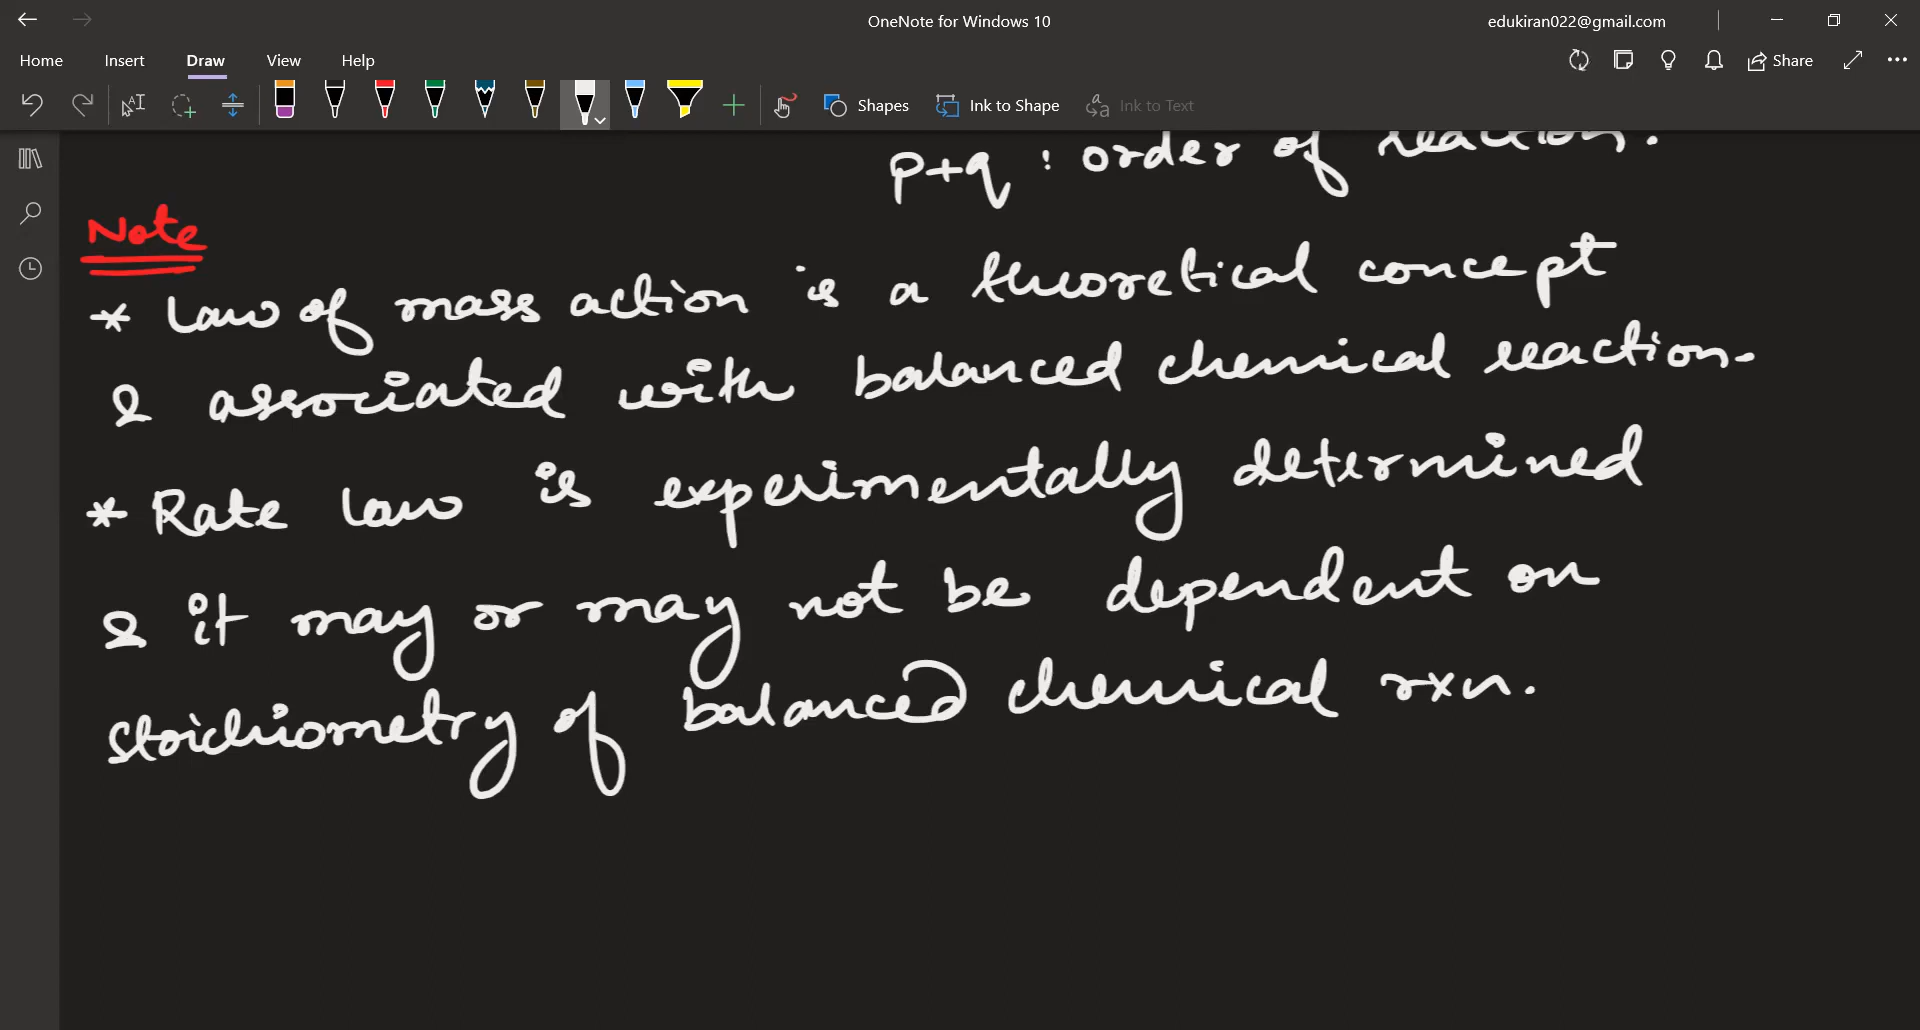 OneNote for Windows 10
edukiran022@gmail.com
Home Insert Draw View Help
Share
Shapes Ink to Shape Ink to Text
p+q : order of reaction.
Note
* Law of mass action is a theoretical concept
& associated with balanced chemical reaction.
* Rate law is experimentally determined
& it may or may not be dependent on
stoichiometry of balanced chemical rxn.